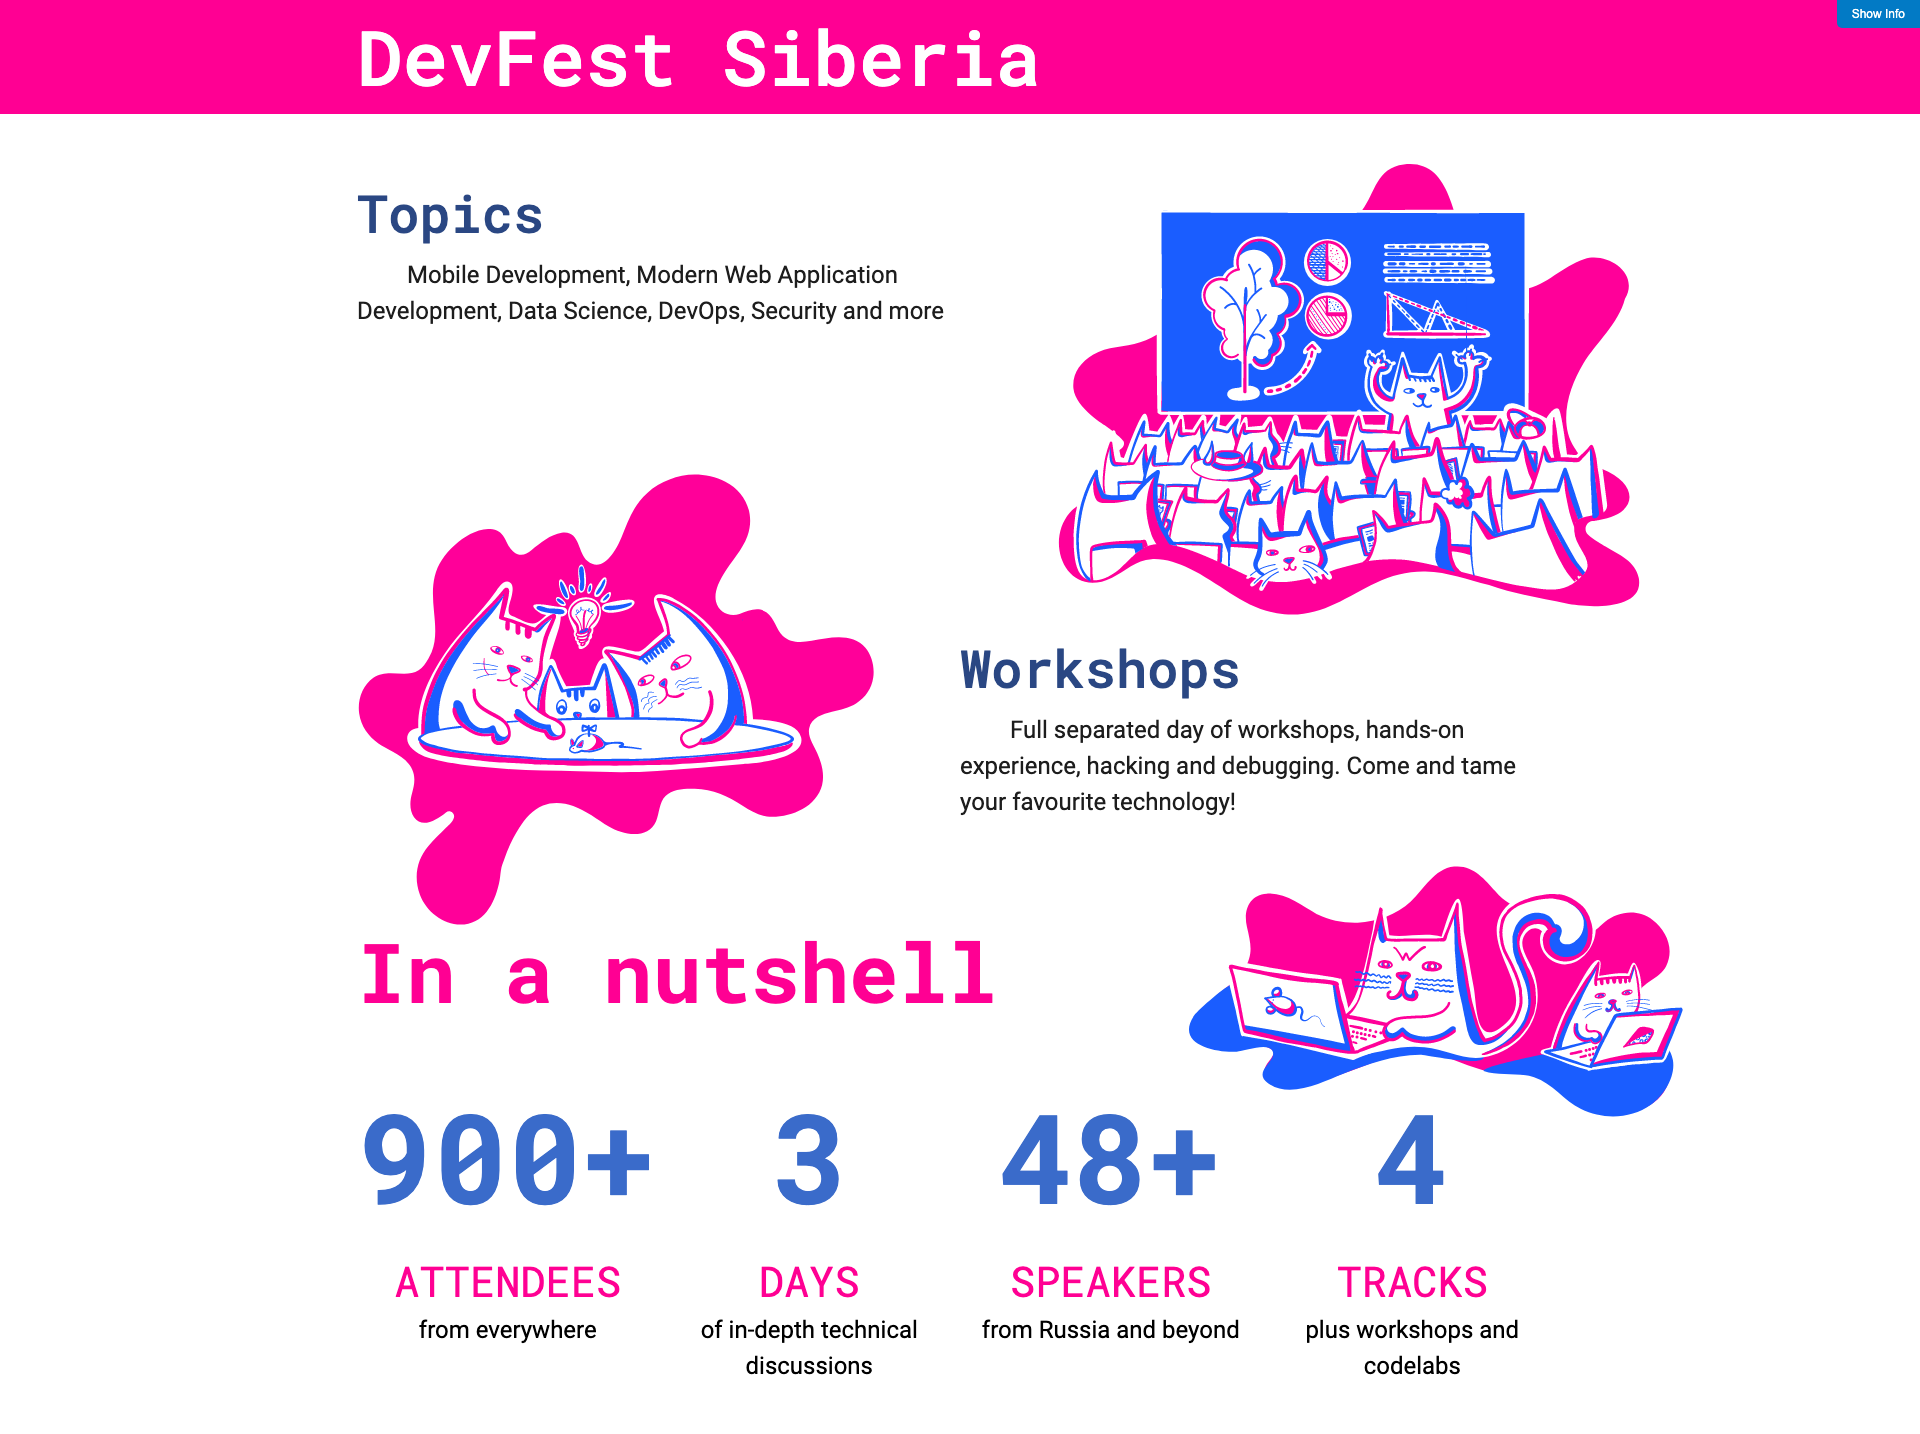 Show Info
DevFest Siberia
Topics
Mobile Development, Modern Web Application
Development, Data Science, DevOps, Security and more
Workshops
Full separated day of workshops, hands-on
experience, hacking and debugging. Come and tame
your favourite technology!
In a nutshell
900+
ATTENDEES
from everywhere
3
DAYS
of in-depth technical
discussions
48+
SPEAKERS
from Russia and beyond
4
TRACKS
plus workshops and
codelabs